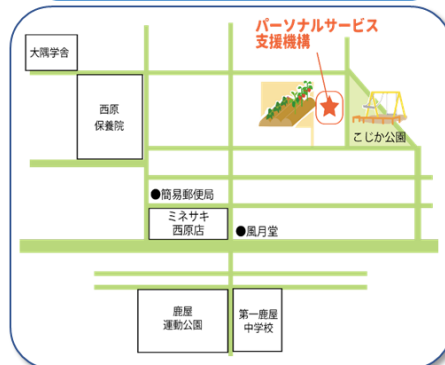 パーソナルサービス
支援機構
大隅学舎
西原
保養院
こじか公園
●簡易郵便局
ミネサキ
西原店
●風月堂
鹿屋
運動公園
第一鹿屋
中学校